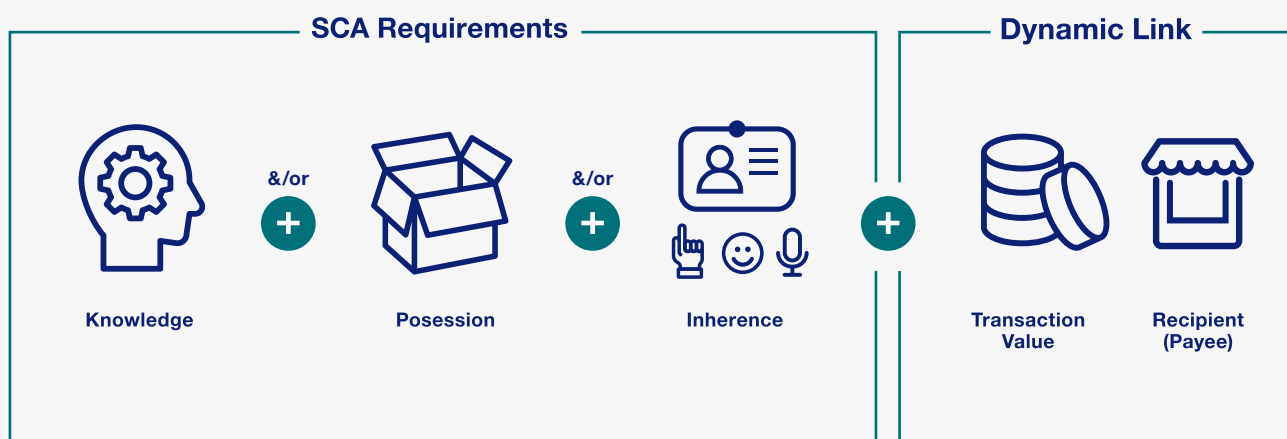 SCA Requirements
Dynamic Link
&/or
&/or
Knowledge
Posession
Inherence
Transaction
Value
Recipient
(Payee)